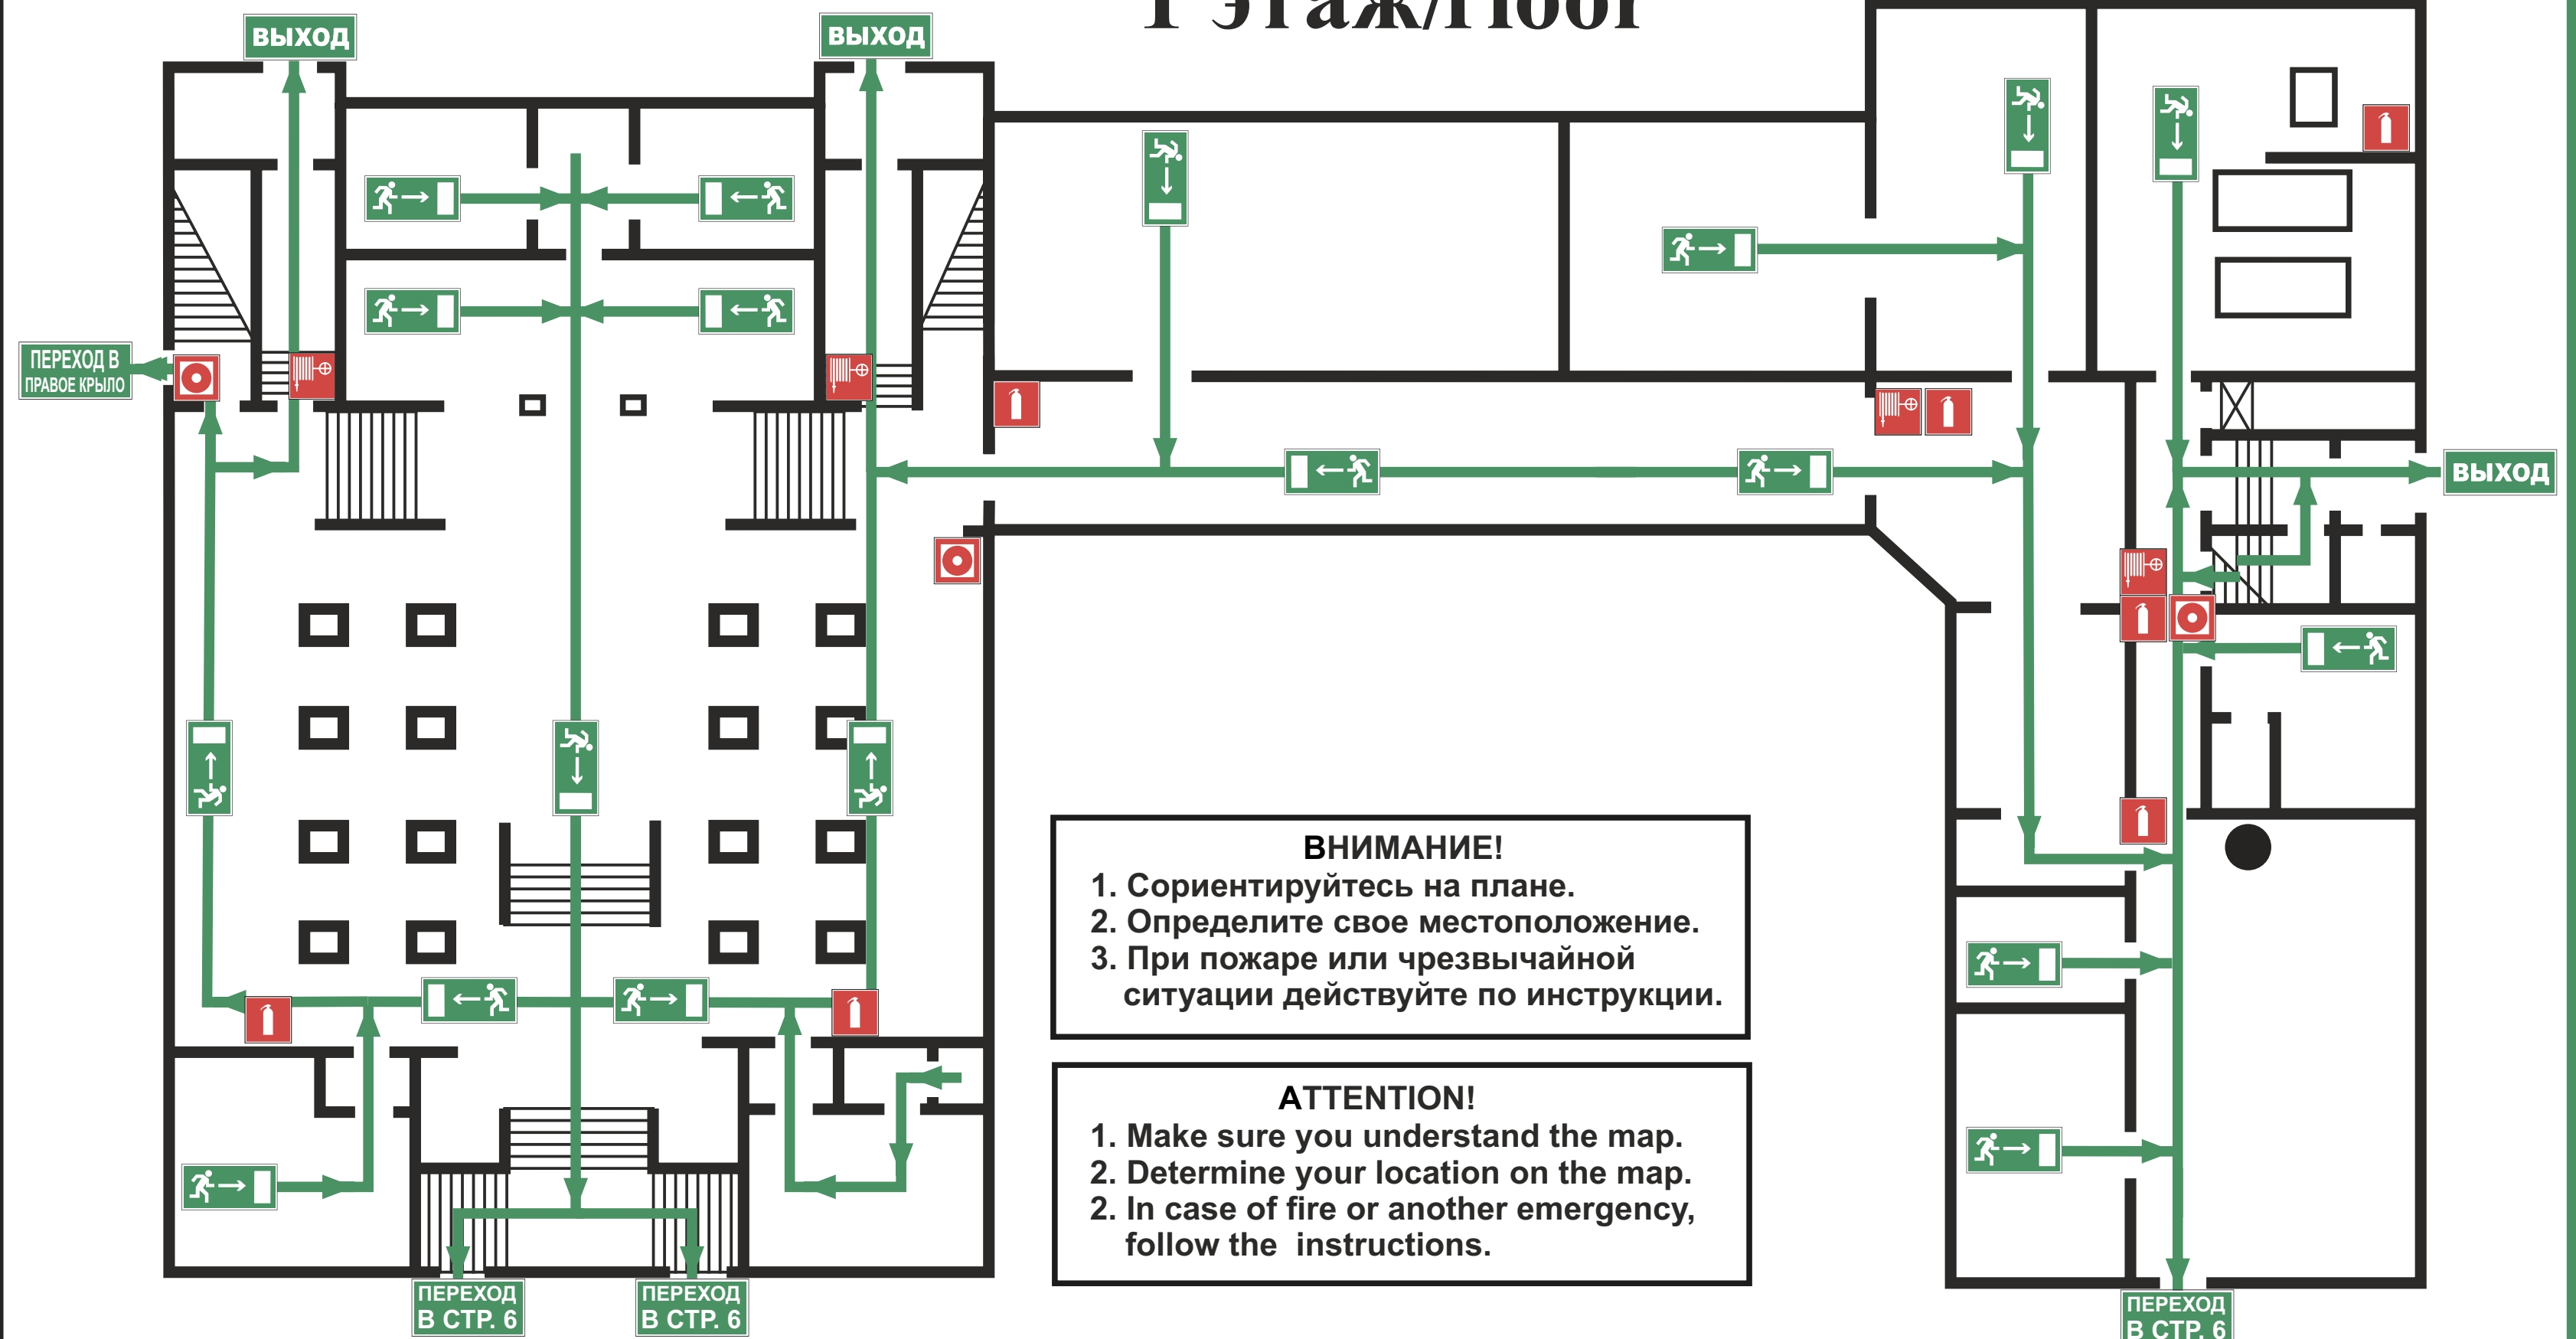 1 этаж/floor
ВЫХОД
ВЫХОД
ПЕРЕХОД В
ПРАВОЕ КРЫЛО
ВЫХОД
ВНИМАНИЕ!
1. Сориентируйтесь на плане.
2. Определите свое местоположение.
3. При пожаре или чрезвычайной
ситуации действуйте по инструкции.
ATTENTION!
1. Make sure you understand the map.
2. Determine your location on the map.
2. In case of fire or another emergency,
follow the instructions.
ПЕРЕХОД
В СТР. 6
ПЕРЕХОД
В СТР. 6
ПЕРЕХОД
В СТР. 6